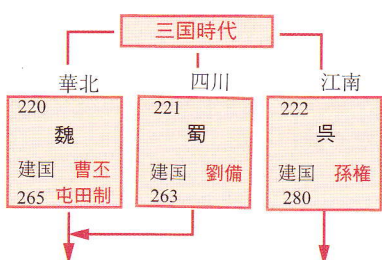 三国時代
華北
220
魏
建国 曹丕
265 屯田制
四川
221
蜀
建国 劉備
263
江南
222
呉
建国 孫権
280